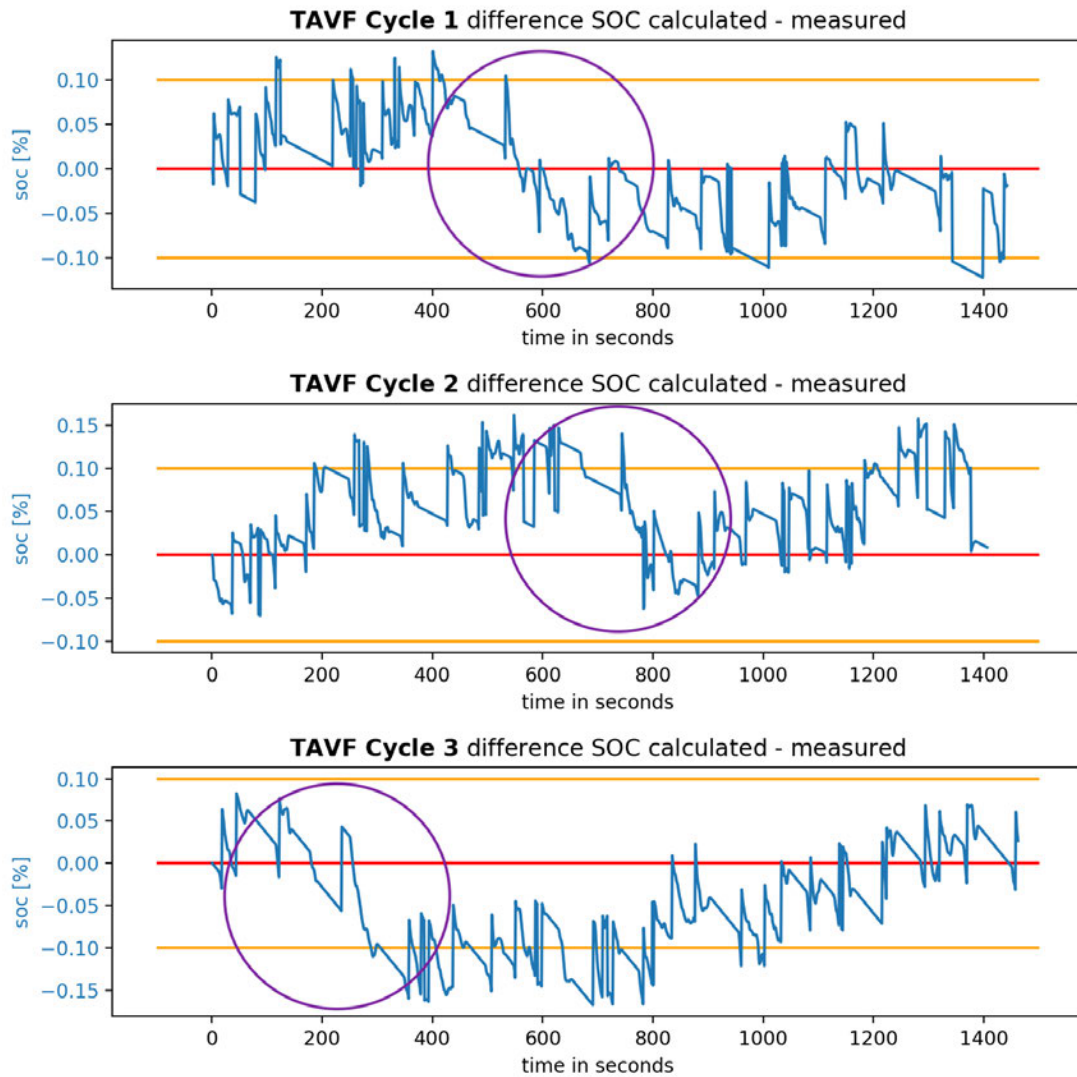 TAVF Cycle 1 difference SOC calculated - measured
0.10
0.05
0.00
−0.05
−0.10
soc [%]
0 200 400 600 800 1000 1200 1400
time in seconds
TAVF Cycle 2 difference SOC calculated - measured
0.15
0.10
0.05
0.00
−0.05
−0.10
soc [%]
0 200 400 600 800 1000 1200 1400
time in seconds
TAVF Cycle 3 difference SOC calculated - measured
0.10
0.05
0.00
−0.05
−0.10
−0.15
soc [%]
0 200 400 600 800 1000 1200 1400
time in seconds